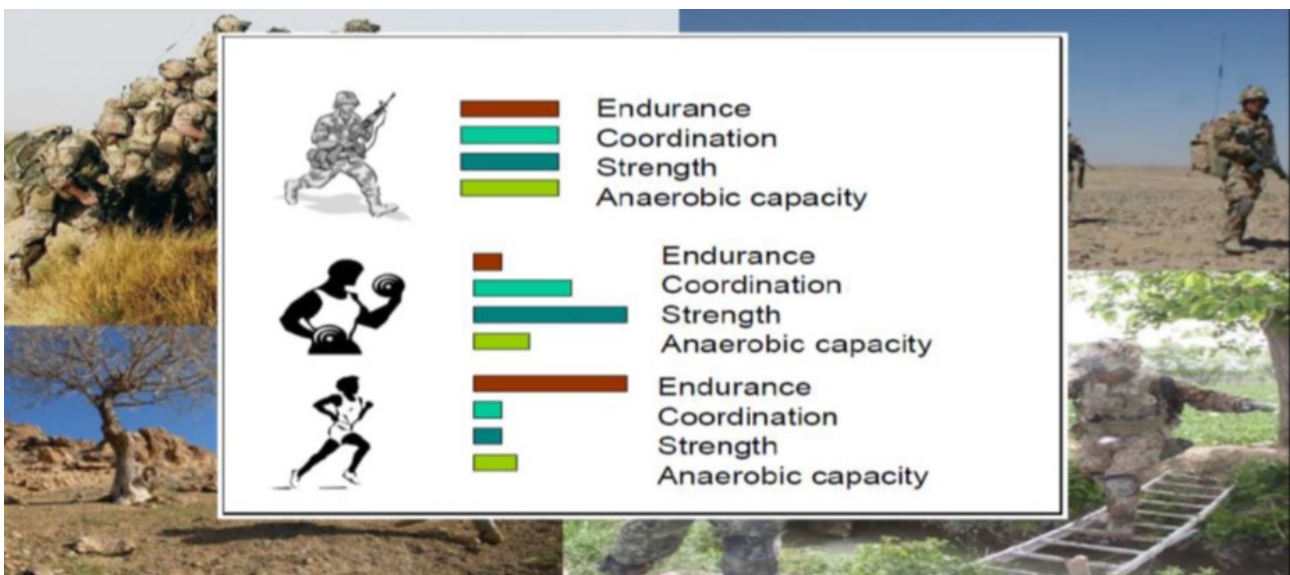 Endurance
Coordination
Strength
Anaerobic capacity
Endurance
Coordination
Strength
Anaerobic capacity
Endurance
Coordination
Strength
Anaerobic capacity